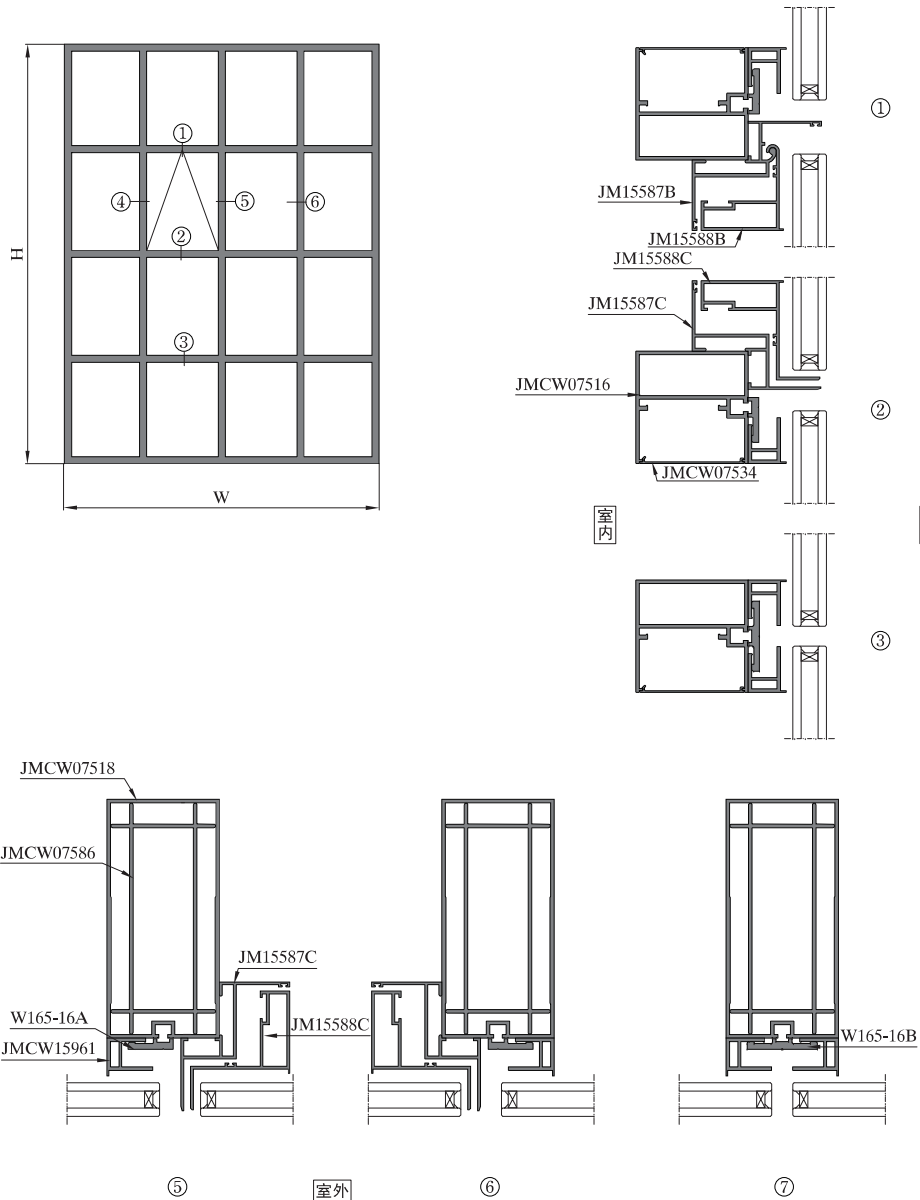 ①
④
⑤
⑥
②
③
H
W
①
JM15587B
JM15588B
JM15588C
JM15587C
JMCW07516
②
JMCW07534
室内
③
JMCW07518
JMCW07586
JM15587C
W165-16A
JM15588C
JMCW15961
W165-16B
⑤
室外
⑥
⑦